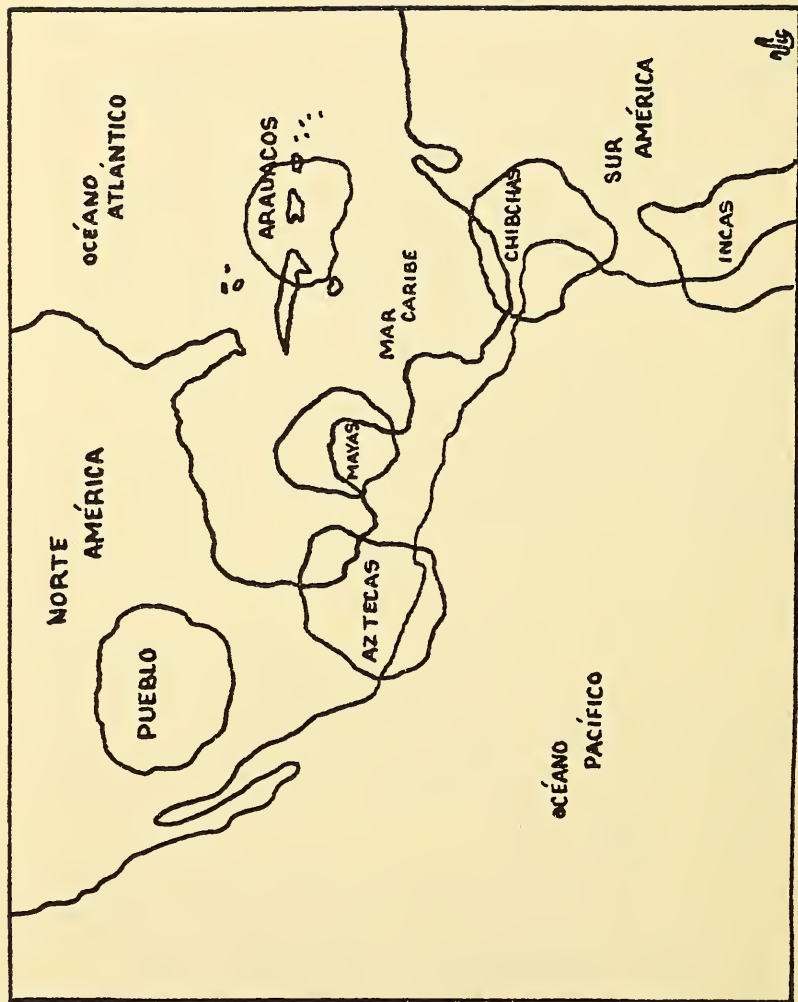 NORTE
AMÉRICA
OCÉANO
ATLÁNTICO
PUEBLO
ARAUACOS
MAYAS
AZTECAS
MAR
CARIBE
CHIBCHAS
OCÉANO
PACÍFICO
SUR
AMÉRICA
INCAS